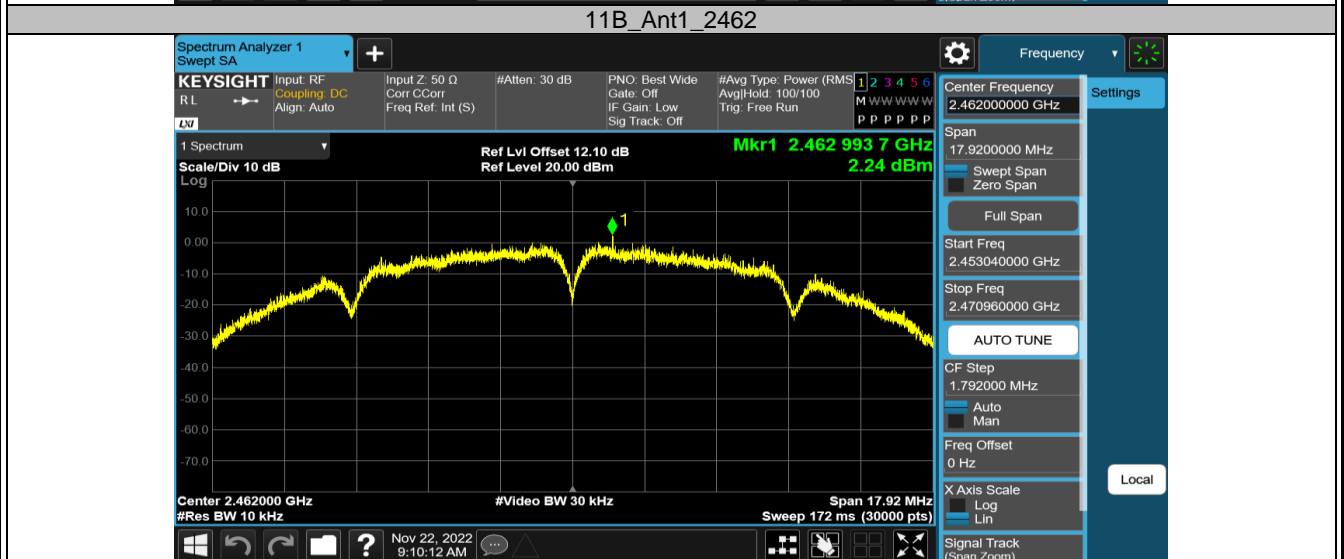 11B_Ant1_2462
Spectrum Analyzer 1
Swept SA
Frequency
KEYSIGHT
R L
LXI
Input: RF
Coupling: DC
Align: Auto
Input Z: 50 Ω
Corr CCorr
Freq Ref: Int (S)
#Atten: 30 dB
PNO: Best Wide
Gate: Off
IF Gain: Low
Sig Track: Off
#Avg Type: Power (RMS
Avg|Hold: 100/100
Trig: Free Run
1 2 3 4 5 6
M W W W W W
P P P P P P
Center Frequency
2.462000000 GHz
Settings
Span
17.9200000 MHz
Swept Span
Zero Span
Full Span
Start Freq
2.453040000 GHz
Stop Freq
2.470960000 GHz
AUTO TUNE
CF Step
1.792000 MHz
Auto
Man
Freq Offset
0 Hz
X Axis Scale
Log
Lin
Local
Signal Track
1 Spectrum
Scale/Div 10 dB
Log
Ref Lvl Offset 12.10 dB
Ref Level 20.00 dBm
Mkr1 2.462 993 7 GHz
2.24 dBm
1
10.0
0.00
-10.0
-20.0
-30.0
-40.0
-50.0
-60.0
-70.0
Center 2.462000 GHz
#Res BW 10 kHz
#Video BW 30 kHz
Span 17.92 MHz
Sweep 172 ms (30000 pts)
?
Nov 22, 2022
9:10:12 AM
(Span Zoom)